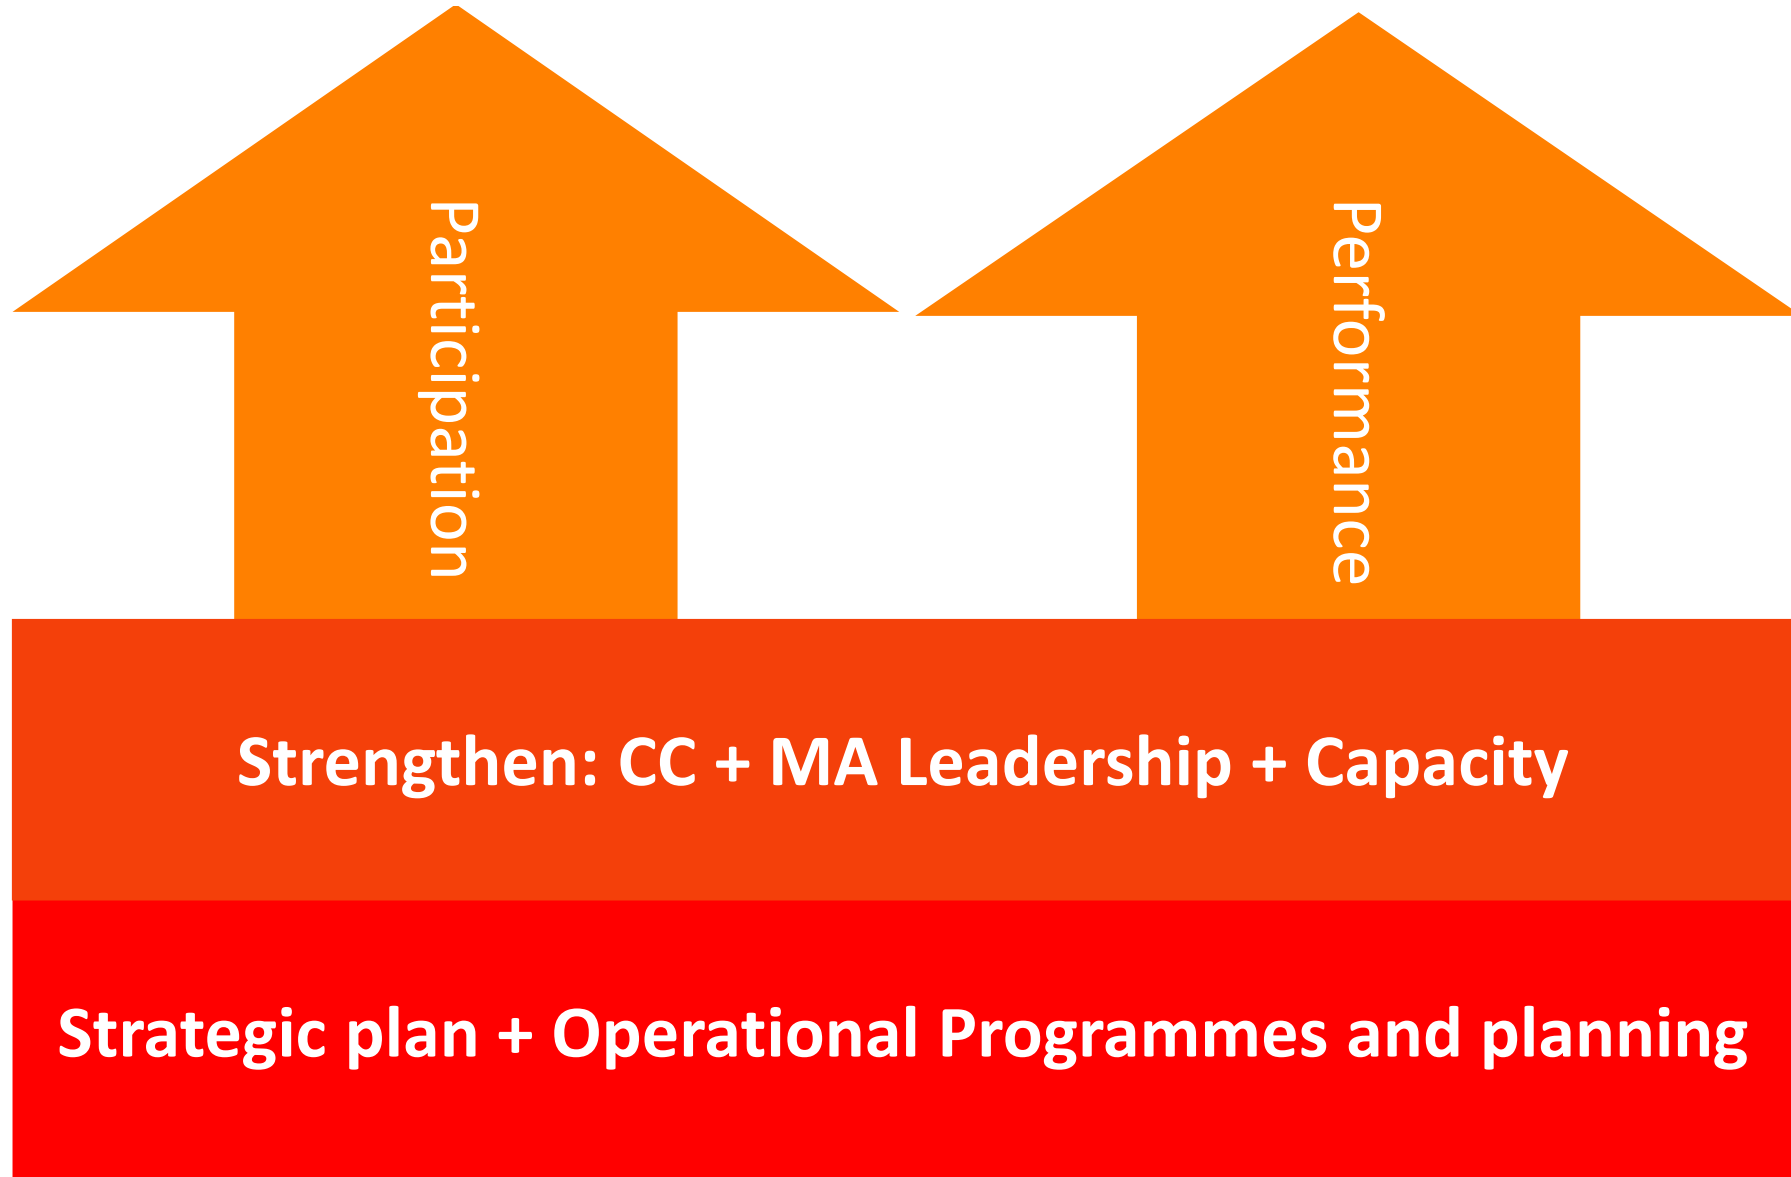 Participation
Performance
Strengthen: CC + MA Leadership + Capacity
Strategic plan + Operational Programmes and planning